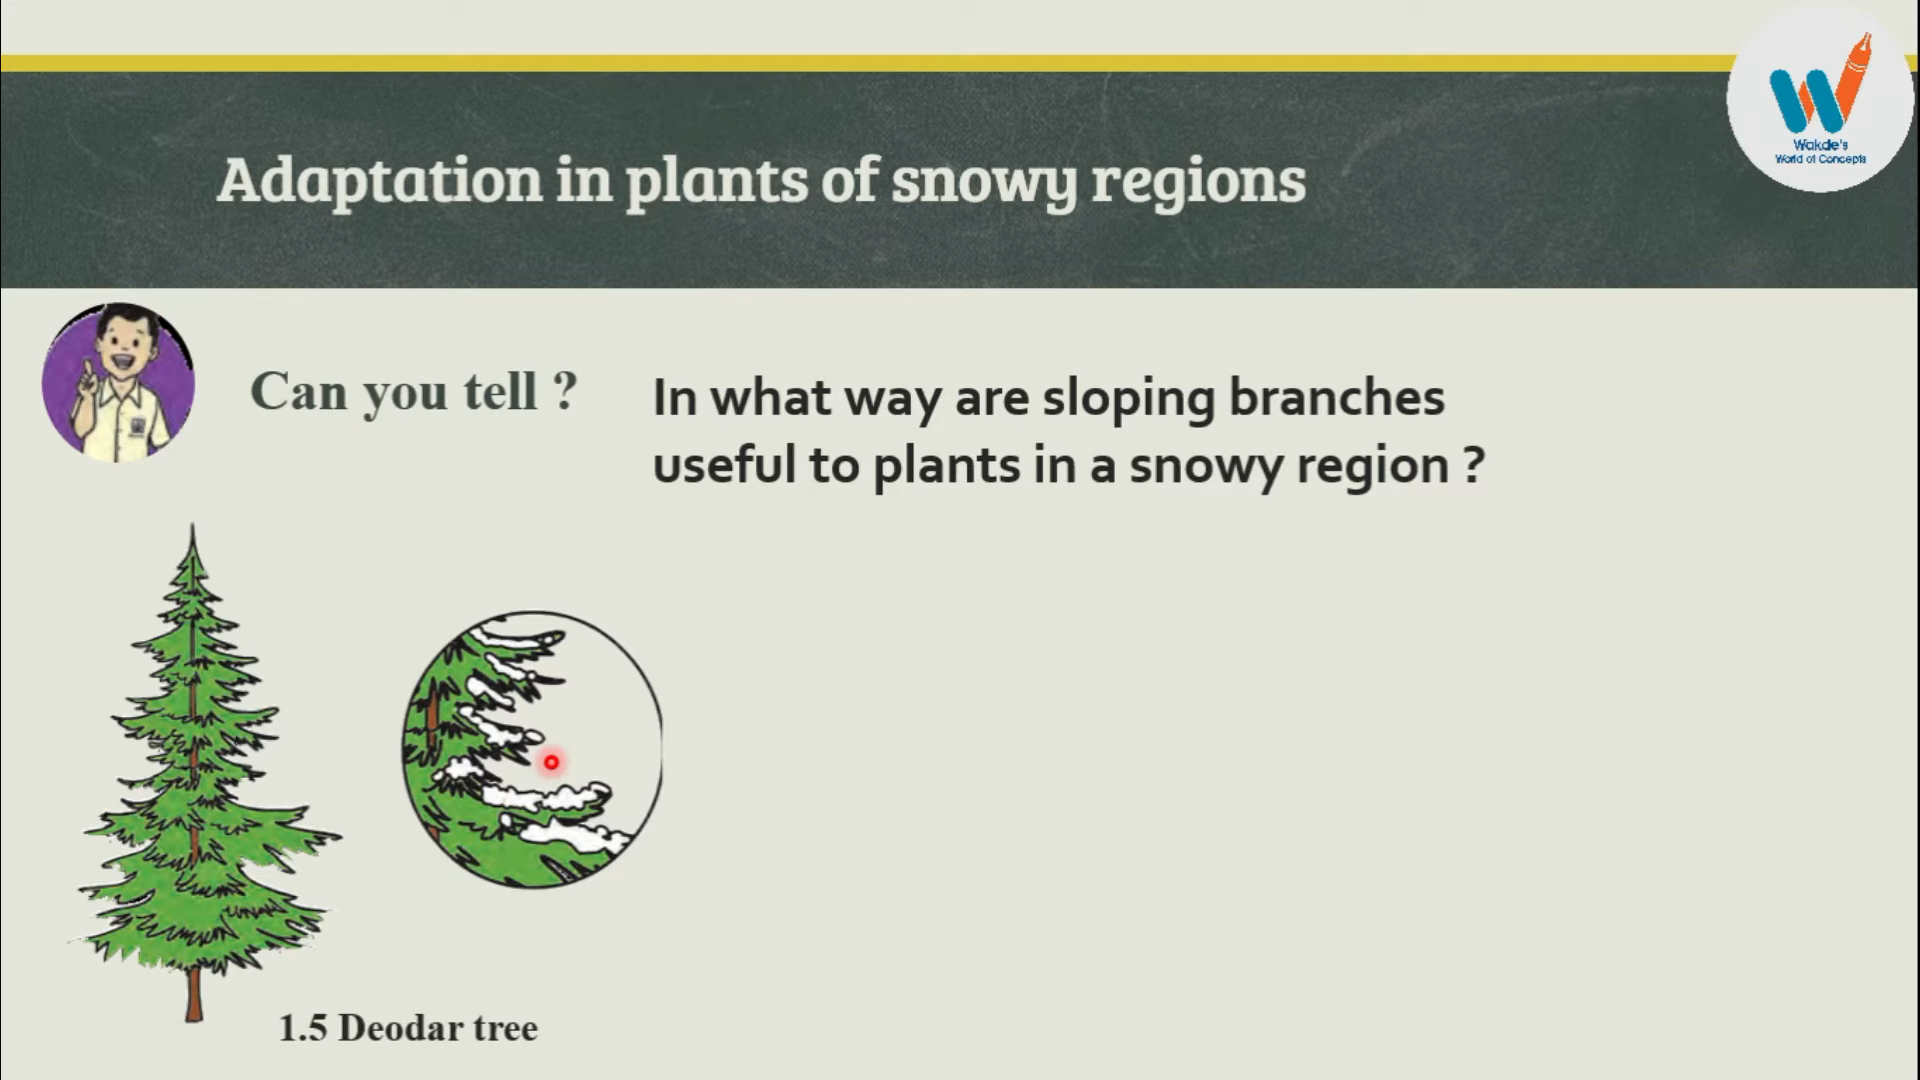 Wakde's
World of Concepts
Adaptation in plants of snowy regions
Can you tell ?
In what way are sloping branches
useful to plants in a snowy region ?
1.5 Deodar tree